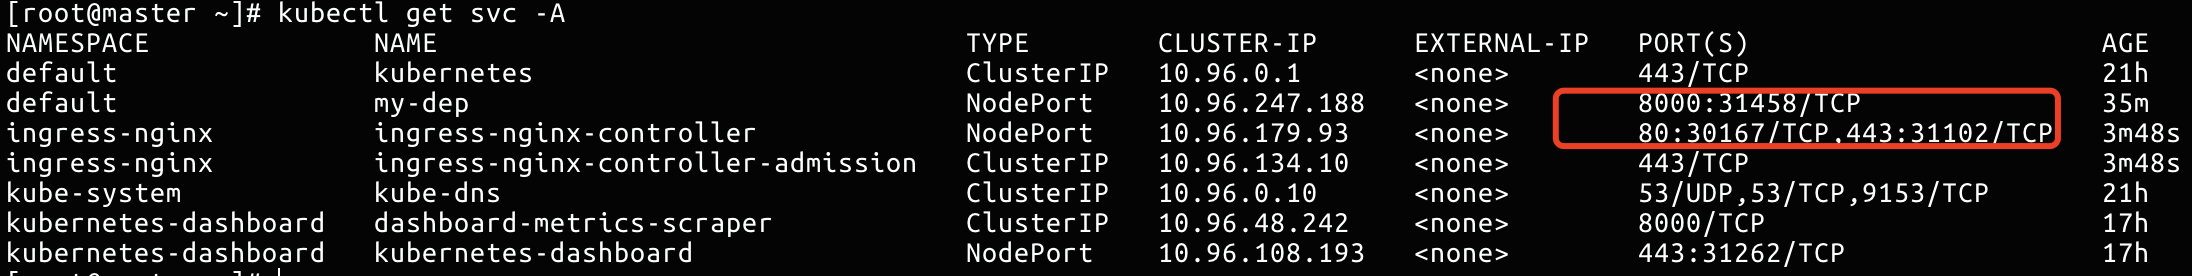 [root@master ~]# kubectl get svc -A
NAMESPACE NAME TYPE CLUSTER-IP EXTERNAL-IP PORT(S) AGE
default kubernetes ClusterIP 10.96.0.1 <none> 443/TCP 21h
default my-dep NodePort 10.96.247.188 <none> 8000:31458/TCP 35m
ingress-nginx ingress-nginx-controller NodePort 10.96.179.93 <none> 80:30167/TCP,443:31102/TCP 3m48s
ingress-nginx ingress-nginx-controller-admission ClusterIP 10.96.134.10 <none> 443/TCP 3m48s
kube-system kube-dns ClusterIP 10.96.0.10 <none> 53/UDP,53/TCP,9153/TCP 21h
kubernetes-dashboard dashboard-metrics-scraper ClusterIP 10.96.48.242 <none> 8000/TCP 17h
kubernetes-dashboard kubernetes-dashboard NodePort 10.96.108.193 <none> 443:31262/TCP 17h